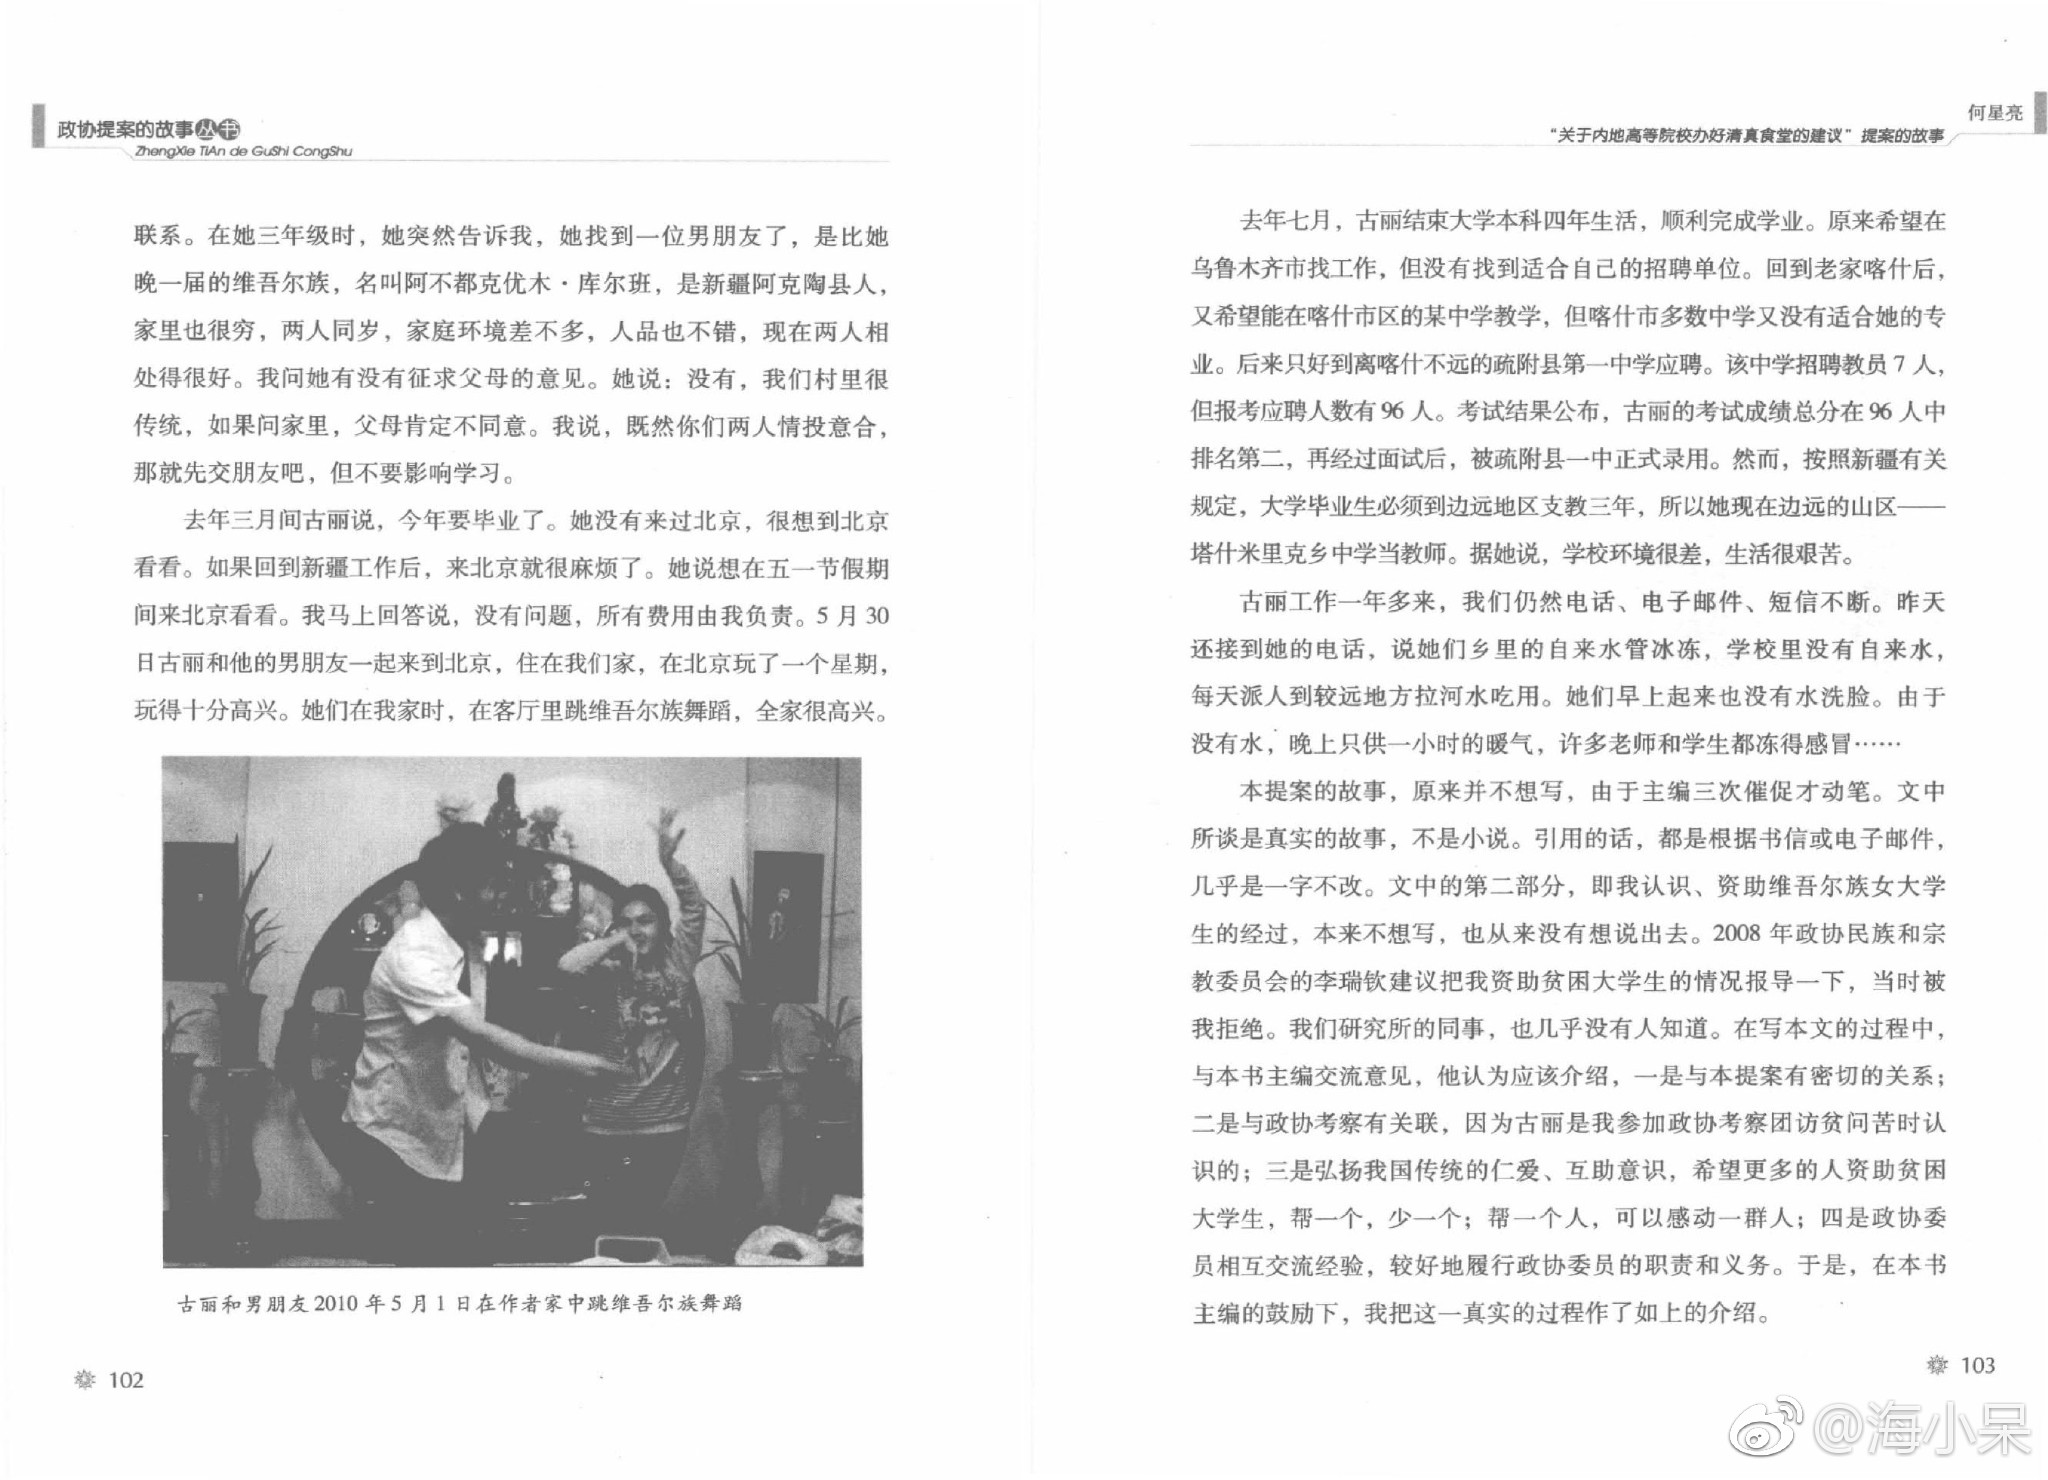 政协提案的故事丛书
ZhengXie TiAn de GuShi CongShu
联系。在她三年级时，她突然告诉我，她找到一位男朋友了，是比她
晚一届的维吾尔族，名叫阿不都克优木·库尔班，是新疆阿克陶县人，
家里也很穷，两人同岁，家庭环境差不多，人品也不错，现在两人相
处得很好。我问她有没有征求父母的意见。她说：没有，我们村里很
传统，如果问家里，父母肯定不同意。我说，既然你们两人情投意合，
那就先交朋友吧，但不要影响学习。
去年三月间古丽说，今年要毕业了。她没有来过北京，很想到北京
看看。如果回到新疆工作后，来北京就很麻烦了。她说想在五一节假期
间来北京看看。我马上回答说，没有问题，所有费用由我负责。5 月 30
日古丽和他的男朋友一起来到北京，住在我们家，在北京玩了一个星期，
玩得十分高兴。她们在我家时，在客厅里跳维吾尔族舞蹈，全家很高兴。
古丽和男朋友2010年5月1日在作者家中跳维吾尔族舞蹈
102
何星亮
“关于内地高等院校办好清真食堂的建议”提案的故事
去年七月，古丽结束大学本科四年生活，顺利完成学业。原来希望在
乌鲁木齐市找工作，但没有找到适合自己的招聘单位。回到老家喀什后，
又希望能在喀什市区的某中学教学，但喀什市多数中学又没有适合她的专
业。后来只好到离喀什不远的疏附县第一中学应聘。该中学招聘教员 7 人，
但报考应聘人数有 96 人。考试结果公布，古丽的考试成绩总分在 96 人中
排名第二，再经过面试后，被疏附县一中正式录用。然而，按照新疆有关
规定，大学毕业生必须到边远地区支教三年，所以她现在边远的山区——
塔什米里克乡中学当教师。据她说，学校环境很差，生活很艰苦。
古丽工作一年多来，我们仍然电话、电子邮件、短信不断。昨天
还接到她的电话，说她们乡里的自来水管冰冻，学校里没有自来水，
每天派人到较远地方拉河水吃用。她们早上起来也没有水洗脸。由于
没有水，晚上只供一小时的暖气，许多老师和学生都冻得感冒……
本提案的故事，原来并不想写，由于主编三次催促才动笔。文中
所谈是真实的故事，不是小说。引用的话，都是根据书信或电子邮件，
几乎是一字不改。文中的第二部分，即我认识、资助维吾尔族女大学
生的经过，本来不想写，也从来没有想说出去。2008 年政协民族和宗
教委员会的李瑞钦建议把我资助贫困大学生的情况报导一下，当时被
我拒绝。我们研究所的同事，也几乎没有人知道。在写本文的过程中，
与本书主编交流意见，他认为应该介绍，一是与本提案有密切的关系；
二是与政协考察有关联，因为古丽是我参加政协考察团访贫问苦时认
识的；三是弘扬我国传统的仁爱、互助意识，希望更多的人资助贫困
大学生，帮一个，少一个；帮一个人，可以感动一群人；四是政协委
员相互交流经验，较好地履行政协委员的职责和义务。于是，在本书
主编的鼓励下，我把这一真实的过程作了如上的介绍。
103
@海小呆